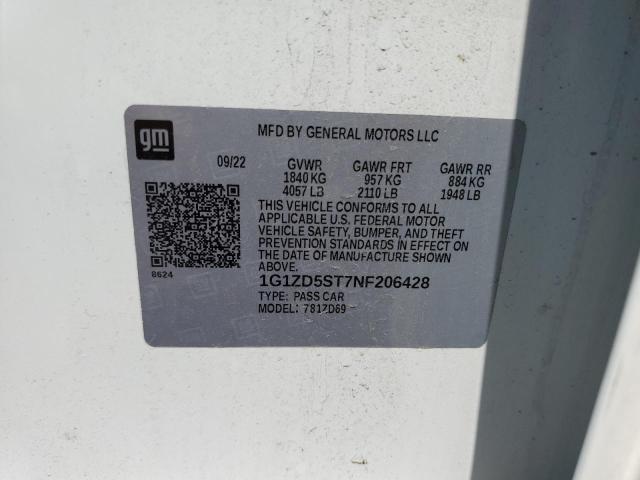 gm
MFD BY GENERAL MOTORS LLC
09/22 GVWR GAWR FRT GAWR RR
1840 KG 957 KG 884 KG
4057 LB 2110 LB 1948 LB
THIS VEHICLE CONFORMS TO ALL
APPLICABLE U.S. FEDERAL MOTOR
VEHICLE SAFETY, BUMPER, AND THEFT
PREVENTION STANDARDS IN EFFECT ON
THE DATE OF MANUFACTURE SHOWN
ABOVE.
8624
1G1ZD5ST7NF206428
TYPE: PASS CAR
MODEL: 781ZD69